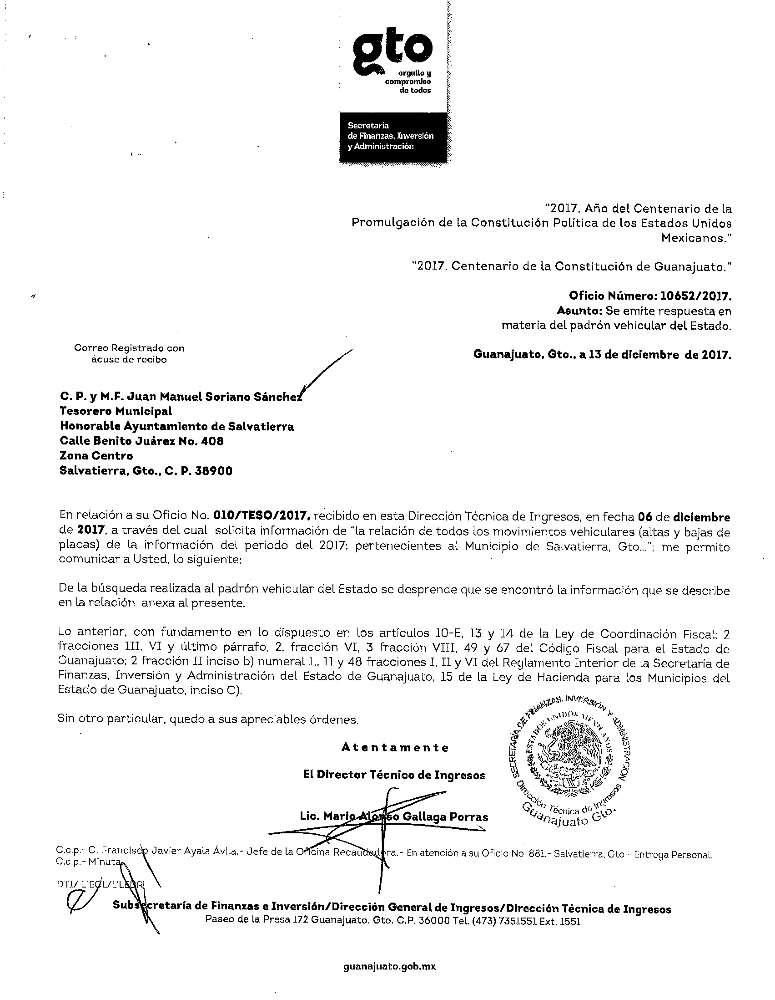 gto
orgullo y
compromiso
de todos
Secretaría
de Finanzas, Inversión
y Administración
"2017. Año del Centenario de la
Promulgación de la Constitución Política de los Estados Unidos
Mexicanos."
"2017. Centenario de la Constitución de Guanajuato."
Oficio Número: 10652/2017.
Asunto: Se emite respuesta en
materia del padrón vehicular del Estado.
Correo Registrado con
acuse de recibo
Guanajuato, Gto., a 13 de diciembre de 2017.
C. P. y M.F. Juan Manuel Soriano Sánchez
Tesorero Municipal
Honorable Ayuntamiento de Salvatierra
Calle Benito Juárez No. 408
Zona Centro
Salvatierra, Gto., C. P. 38900
En relación a su Oficio No. 010/TESO/2017, recibido en esta Dirección Técnica de Ingresos, en fecha 06 de diciembre
de 2017, a través del cual solicita información de "la relación de todos los movimientos vehiculares (altas y bajas de
placas) de la información del periodo del 2017; pertenecientes al Municipio de Salvatierra, Gto..."; me permito
comunicar a Usted, lo siguiente:
De la búsqueda realizada al padrón vehicular del Estado se desprende que se encontró la información que se describe
en la relación anexa al presente.
Lo anterior, con fundamento en lo dispuesto en los artículos 10-E, 13 y 14 de la Ley de Coordinación Fiscal; 2
fracciones III, VI y último párrafo, 2, fracción VI, 3 fracción VIII, 49 y 67 del Código Fiscal para el Estado de
Guanajuato; 2 fracción II inciso b) numeral 1., 11 y 48 fracciones I, II y VI del Reglamento Interior de la Secretaría de
Finanzas, Inversión y Administración del Estado de Guanajuato, 15 de la Ley de Hacienda para los Municipios del
Estado de Guanajuato, inciso C).
Sin otro particular, quedo a sus apreciables órdenes.
SECRETARÍA DE FINANZAS, INVERSIÓN Y ADMINISTRACIÓN
ESTADOS UNIDOS MEXICANOS
Dirección Técnica de Ingresos
Guanajuato Gto.
Atentamente
El Director Técnico de Ingresos
Lic. Mario Alonso Gallaga Porras
C.c.p.- C. Francisco Javier Ayala Ávila.- Jefe de la Oficina Recaudadora.- En atención a su Oficio No. 881.- Salvatierra, Gto.- Entrega Personal.
C.c.p.- Minuta
DTI/ L'ECL/L'LEDR
Subsecretaría de Finanzas e Inversión/Dirección General de Ingresos/Dirección Técnica de Ingresos
Paseo de la Presa 172 Guanajuato. Gto. C.P. 36000 Tel. (473) 7351551 Ext. 1551
guanajuato.gob.mx